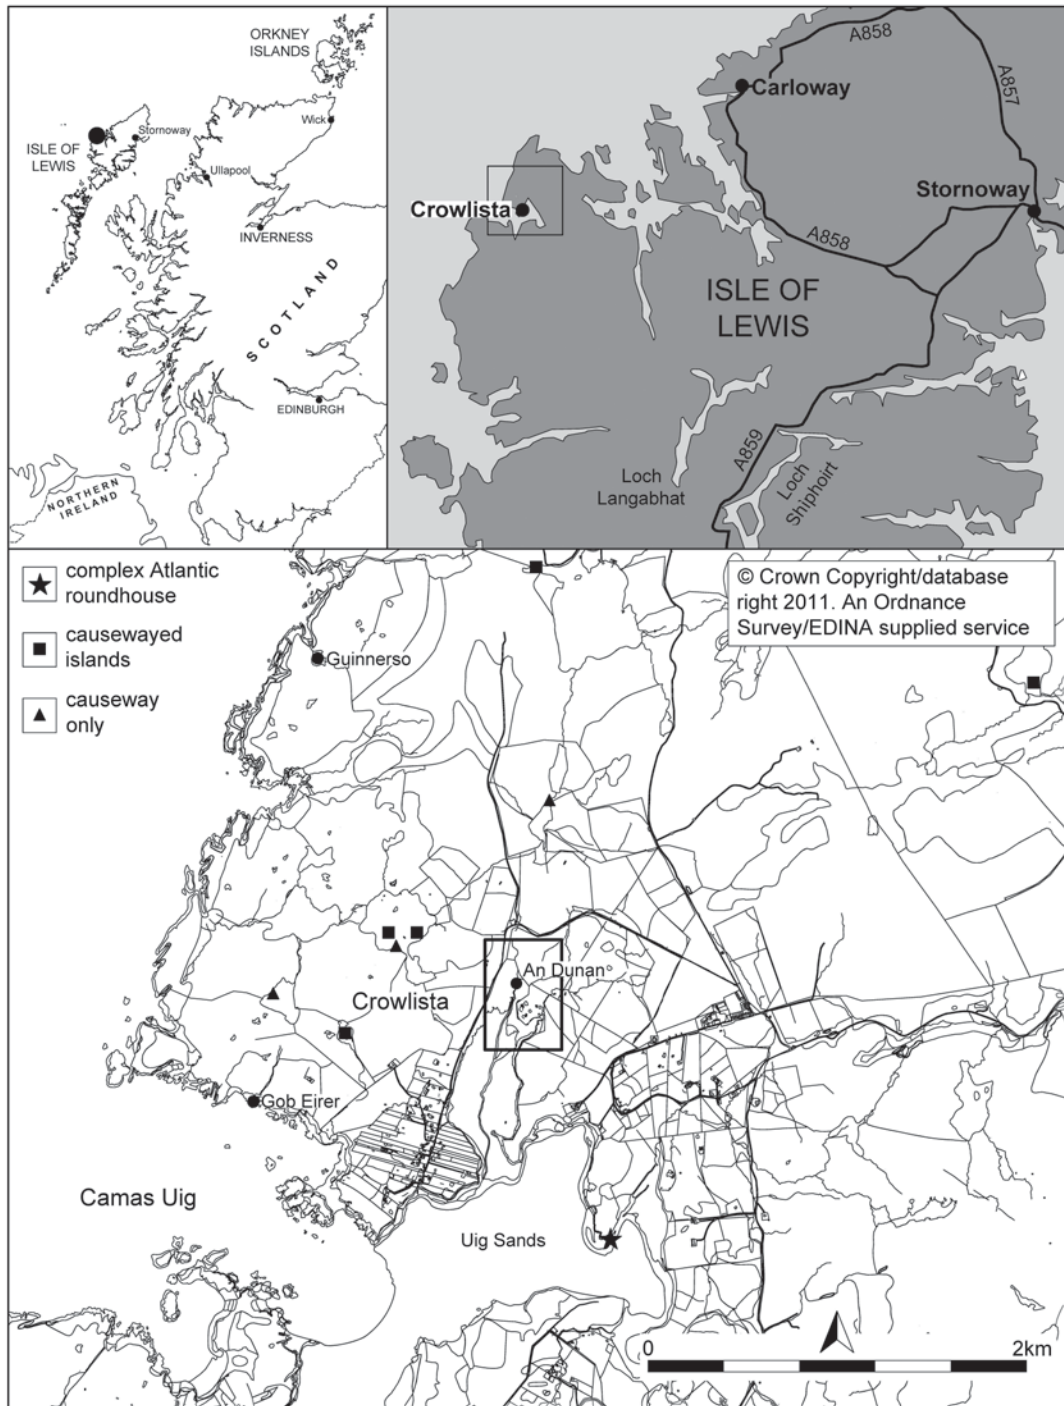 ORKNEY
ISLANDS
Wick
Stornoway
ISLE OF
LEWIS
Ullapool
INVERNESS
SCOTLAND
EDINBURGH
NORTHERN
IRELAND
A858
Carloway
A857
Stornoway
Crowlista
A858
ISLE OF
LEWIS
A859
Loch
Langabhat
Loch
Shiphoirt
complex Atlantic
roundhouse
causewayed
islands
causeway
only
© Crown Copyright/database
right 2011. An Ordnance
Survey/EDINA supplied service
Guinnerso
An Dunan
Crowlista
Gob Eirer
Camas Uig
Uig Sands
0
2km